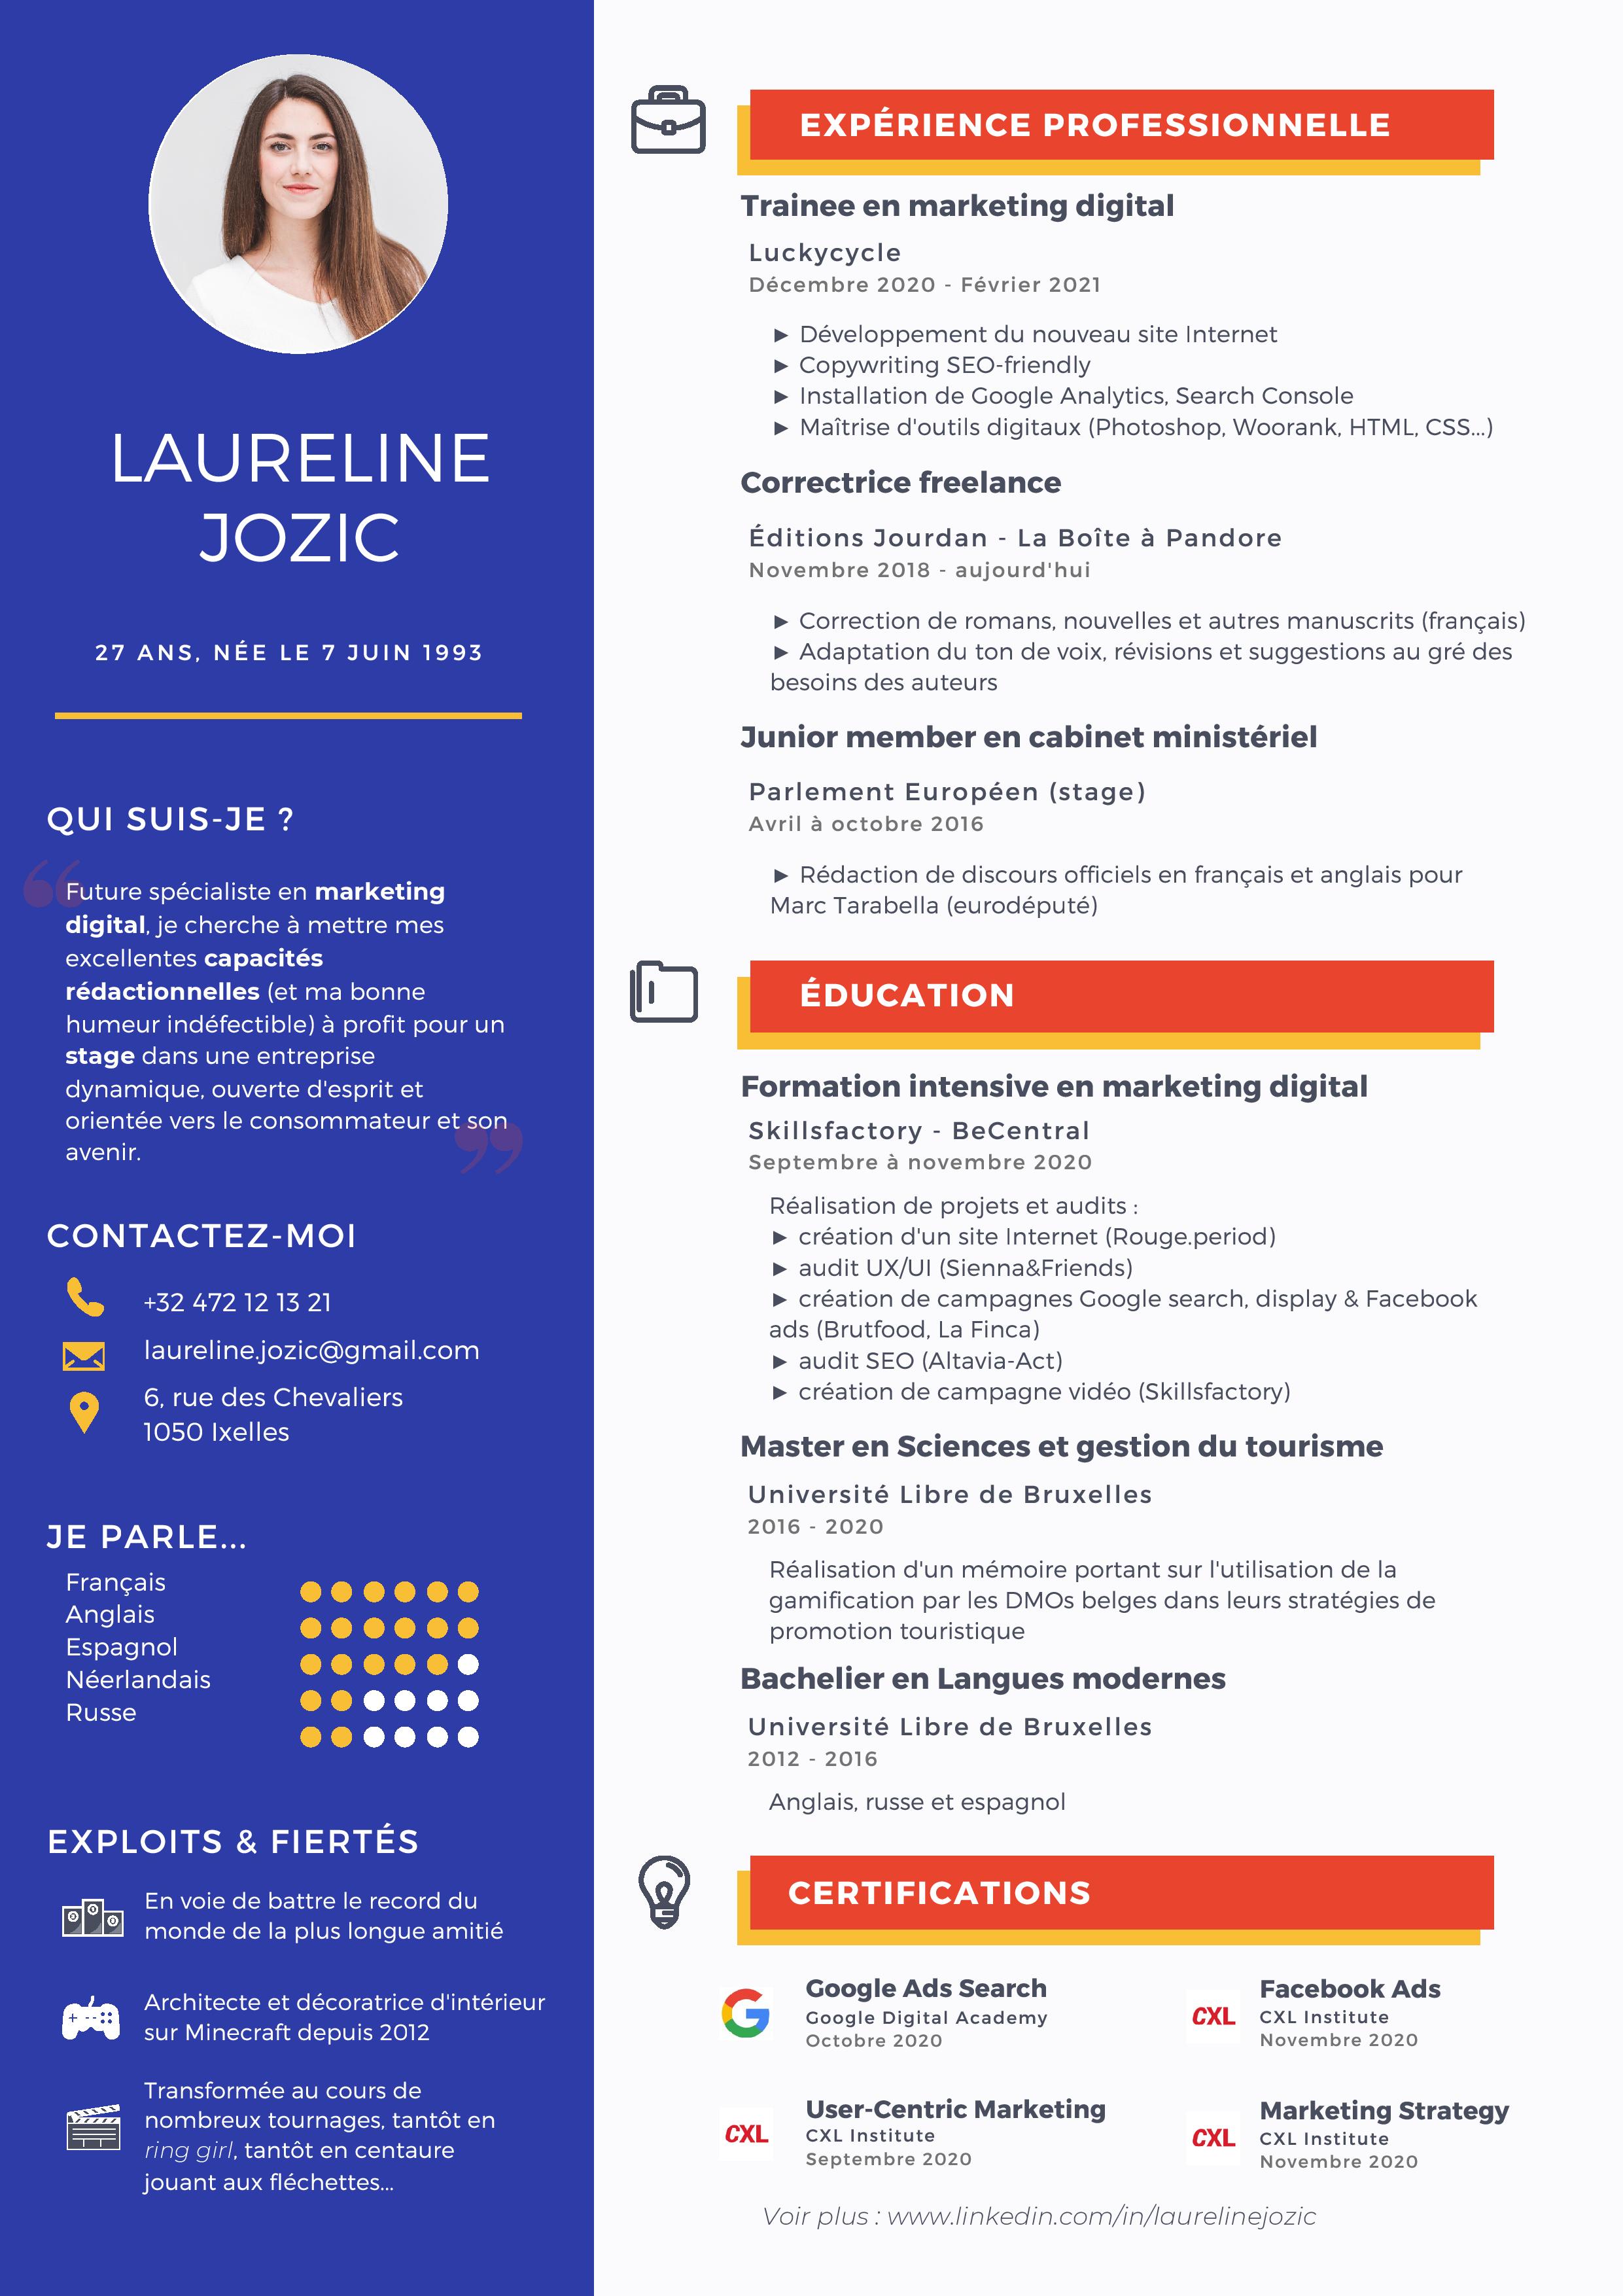 LAURELINE
JOZIC
27 ANS, NÉE LE 7 JUIN 1993
QUI SUIS-JE ?
“
Future spécialiste en marketing
digital, je cherche à mettre mes
excellentes capacités
rédactionnelles (et ma bonne
humeur indéfectible) à profit pour un
stage dans une entreprise
dynamique, ouverte d'esprit et
orientée vers le consommateur et son
avenir.
”
CONTACTEZ-MOI
+32 472 12 13 21
laureline.jozic@gmail.com
6, rue des Chevaliers
1050 Ixelles
JE PARLE...
Français
Anglais
Espagnol
Néerlandais
Russe
EXPLOITS & FIERTÉS
En voie de battre le record du
monde de la plus longue amitié
Architecte et décoratrice d'intérieur
sur Minecraft depuis 2012
Transformée au cours de
nombreux tournages, tantôt en
ring girl, tantôt en centaure
jouant aux fléchettes...
EXPÉRIENCE PROFESSIONNELLE
Trainee en marketing digital
Luckycycle
Décembre 2020 - Février 2021
► Développement du nouveau site Internet
► Copywriting SEO-friendly
► Installation de Google Analytics, Search Console
► Maîtrise d'outils digitaux (Photoshop, Woorank, HTML, CSS...)
Correctrice freelance
Éditions Jourdan - La Boîte à Pandore
Novembre 2018 - aujourd'hui
► Correction de romans, nouvelles et autres manuscrits (français)
► Adaptation du ton de voix, révisions et suggestions au gré des
besoins des auteurs
Junior member en cabinet ministériel
Parlement Européen (stage)
Avril à octobre 2016
► Rédaction de discours officiels en français et anglais pour
Marc Tarabella (eurodéputé)
ÉDUCATION
Formation intensive en marketing digital
Skillsfactory - BeCentral
Septembre à novembre 2020
Réalisation de projets et audits :
► création d'un site Internet (Rouge.period)
► audit UX/UI (Sienna&Friends)
► création de campagnes Google search, display & Facebook
ads (Brutfood, La Finca)
► audit SEO (Altavia-Act)
► création de campagne vidéo (Skillsfactory)
Master en Sciences et gestion du tourisme
Université Libre de Bruxelles
2016 - 2020
Réalisation d'un mémoire portant sur l'utilisation de la
gamification par les DMOs belges dans leurs stratégies de
promotion touristique
Bachelier en Langues modernes
Université Libre de Bruxelles
2012 - 2016
Anglais, russe et espagnol
CERTIFICATIONS
G
Google Ads Search
Google Digital Academy
Octobre 2020
CXL
Facebook Ads
CXL Institute
Novembre 2020
CXL
User-Centric Marketing
CXL Institute
Septembre 2020
CXL
Marketing Strategy
CXL Institute
Novembre 2020
Voir plus : www.linkedin.com/in/laurelinejozic